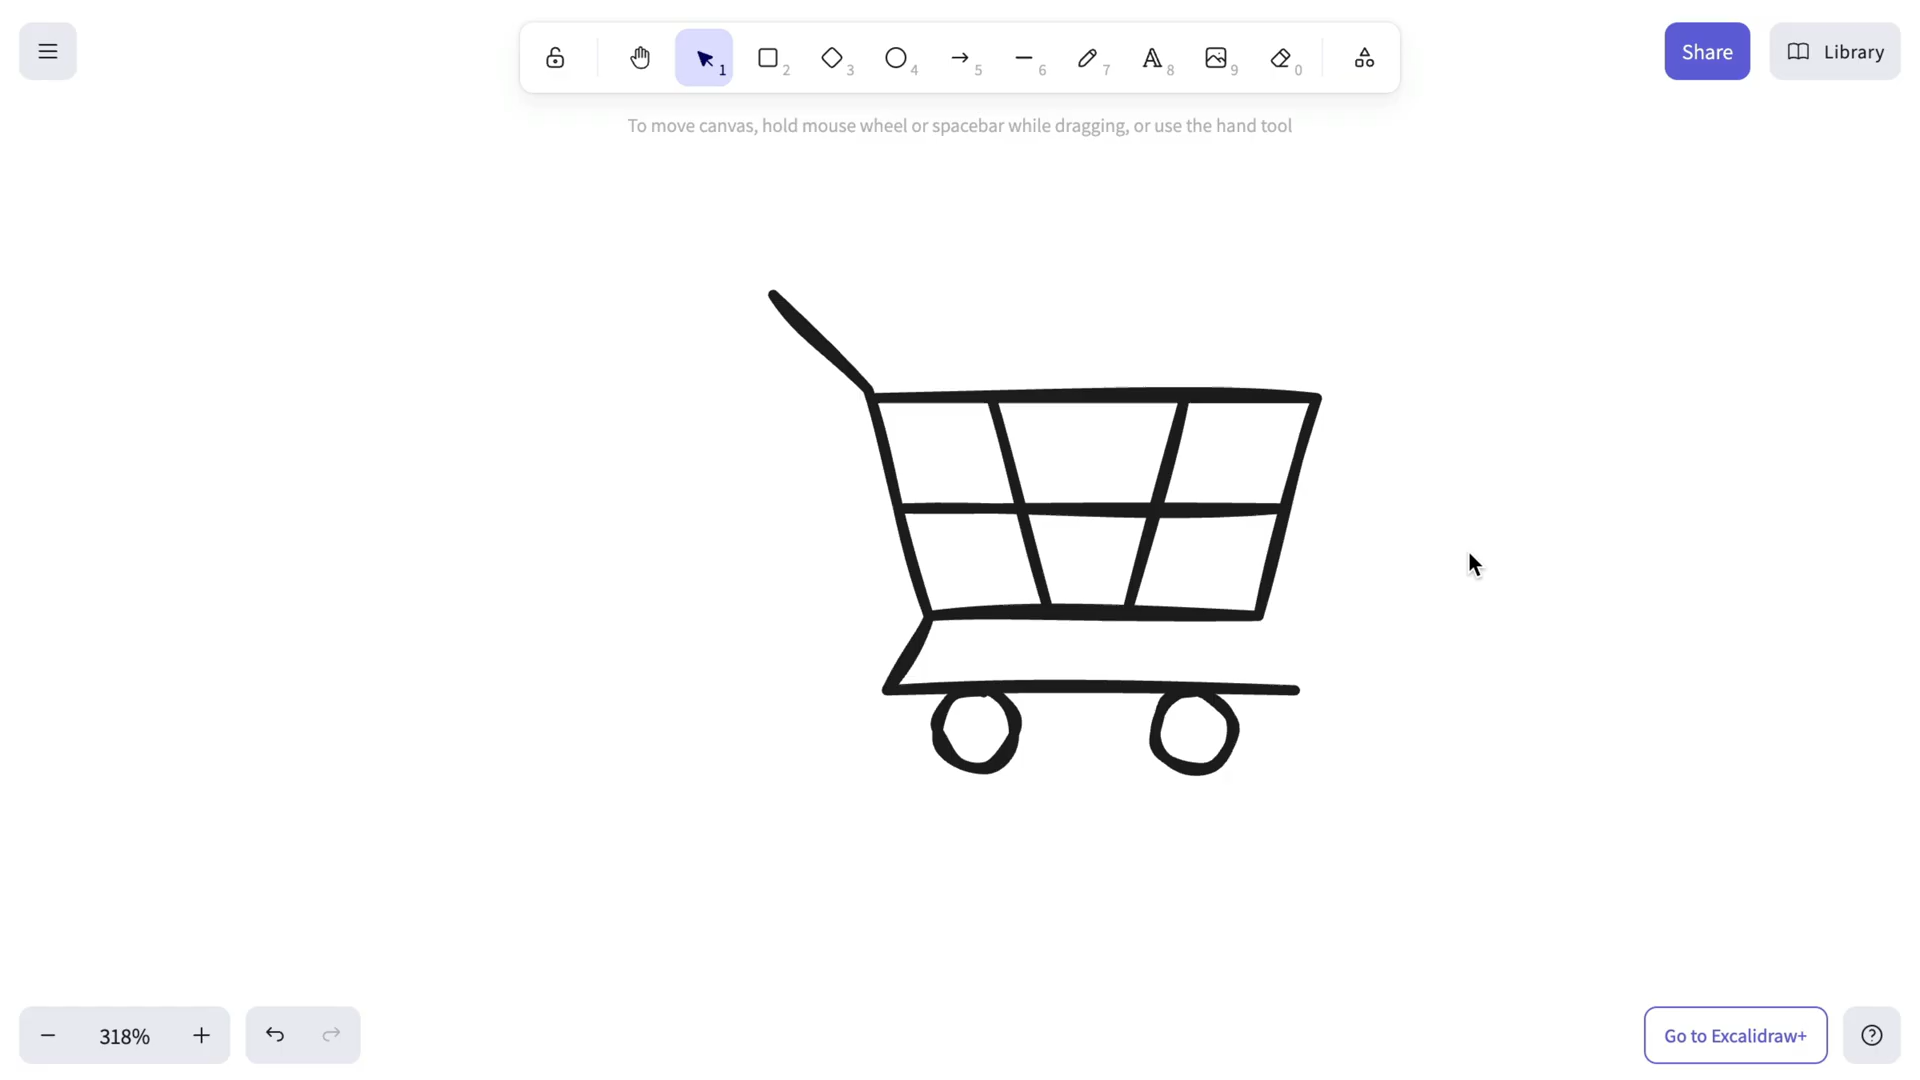 1
2
3
4
5
6
7
A
8
9
0
Share
Library
To move canvas, hold mouse wheel or spacebar while dragging, or use the hand tool
318%
Go to Excalidraw+